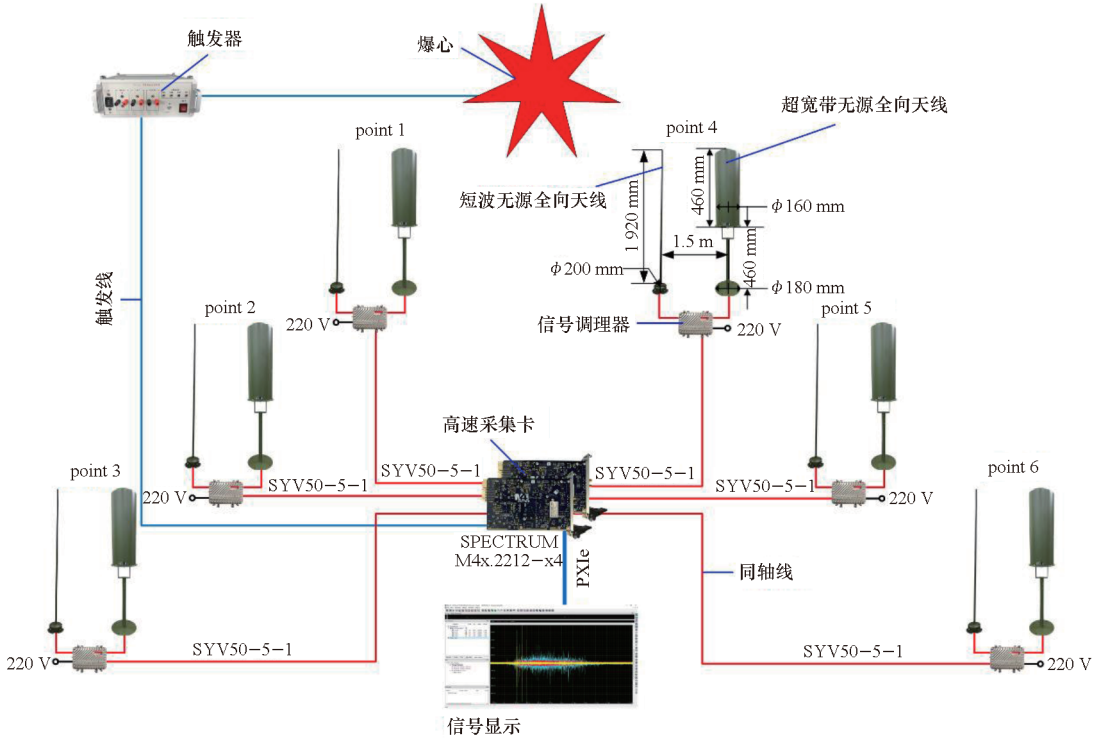 触发器
爆心
point 1
point 4
超宽带无源全向天线
短波无源全向天线
1 920 mm
460 mm
ϕ160 mm
1.5 m
460 mm
ϕ200 mm
ϕ180 mm
触发线
point 2
220 V
信号调理器
220 V
point 5
高速采集卡
point 3
SYV50-5-1
SYV50-5-1
point 6
220 V
SYV50-5-1
SYV50-5-1
220 V
SPECTRUM
M4x.2212-x4
PXIe
同轴线
220 V
SYV50-5-1
SYV50-5-1
220 V
信号显示